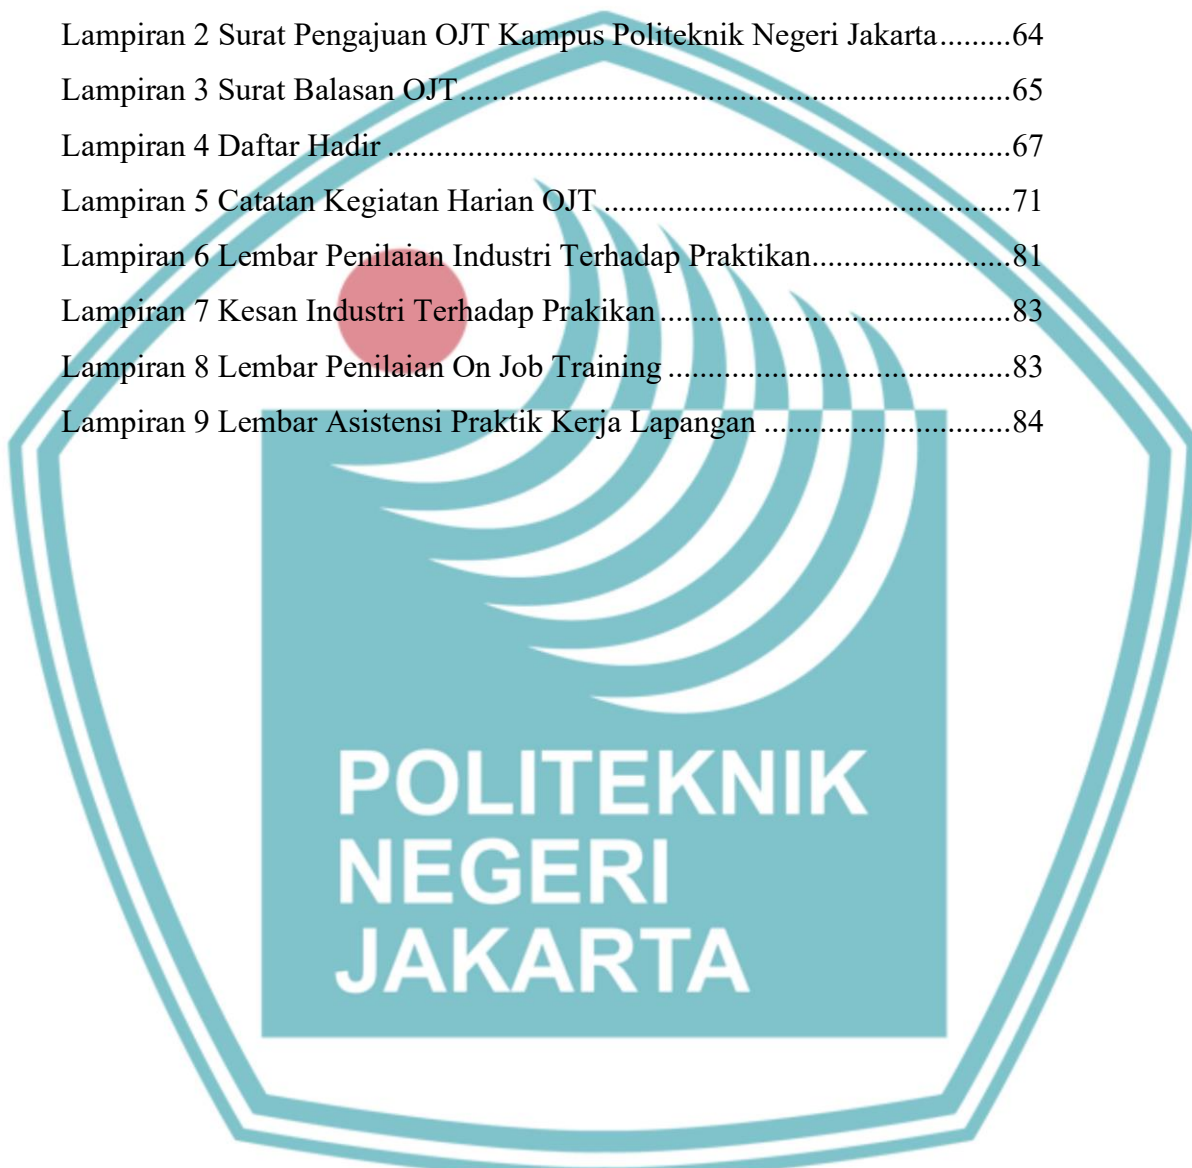 Lampiran 2 Surat Pengajuan OJT Kampus Politeknik Negeri Jakarta.........64
Lampiran 3 Surat Balasan OJT.......................................................................65
Lampiran 4 Daftar Hadir ................................................................................67
Lampiran 5 Catatan Kegiatan Harian OJT ....................................................71
Lampiran 6 Lembar Penilaian Industri Terhadap Praktikan.........................81
Lampiran 7 Kesan Industri Terhadap Prakikan .............................................83
Lampiran 8 Lembar Penilaian On Job Training ............................................83
Lampiran 9 Lembar Asistensi Praktik Kerja Lapangan ................................84
POLITEKNIK
NEGERI
JAKARTA